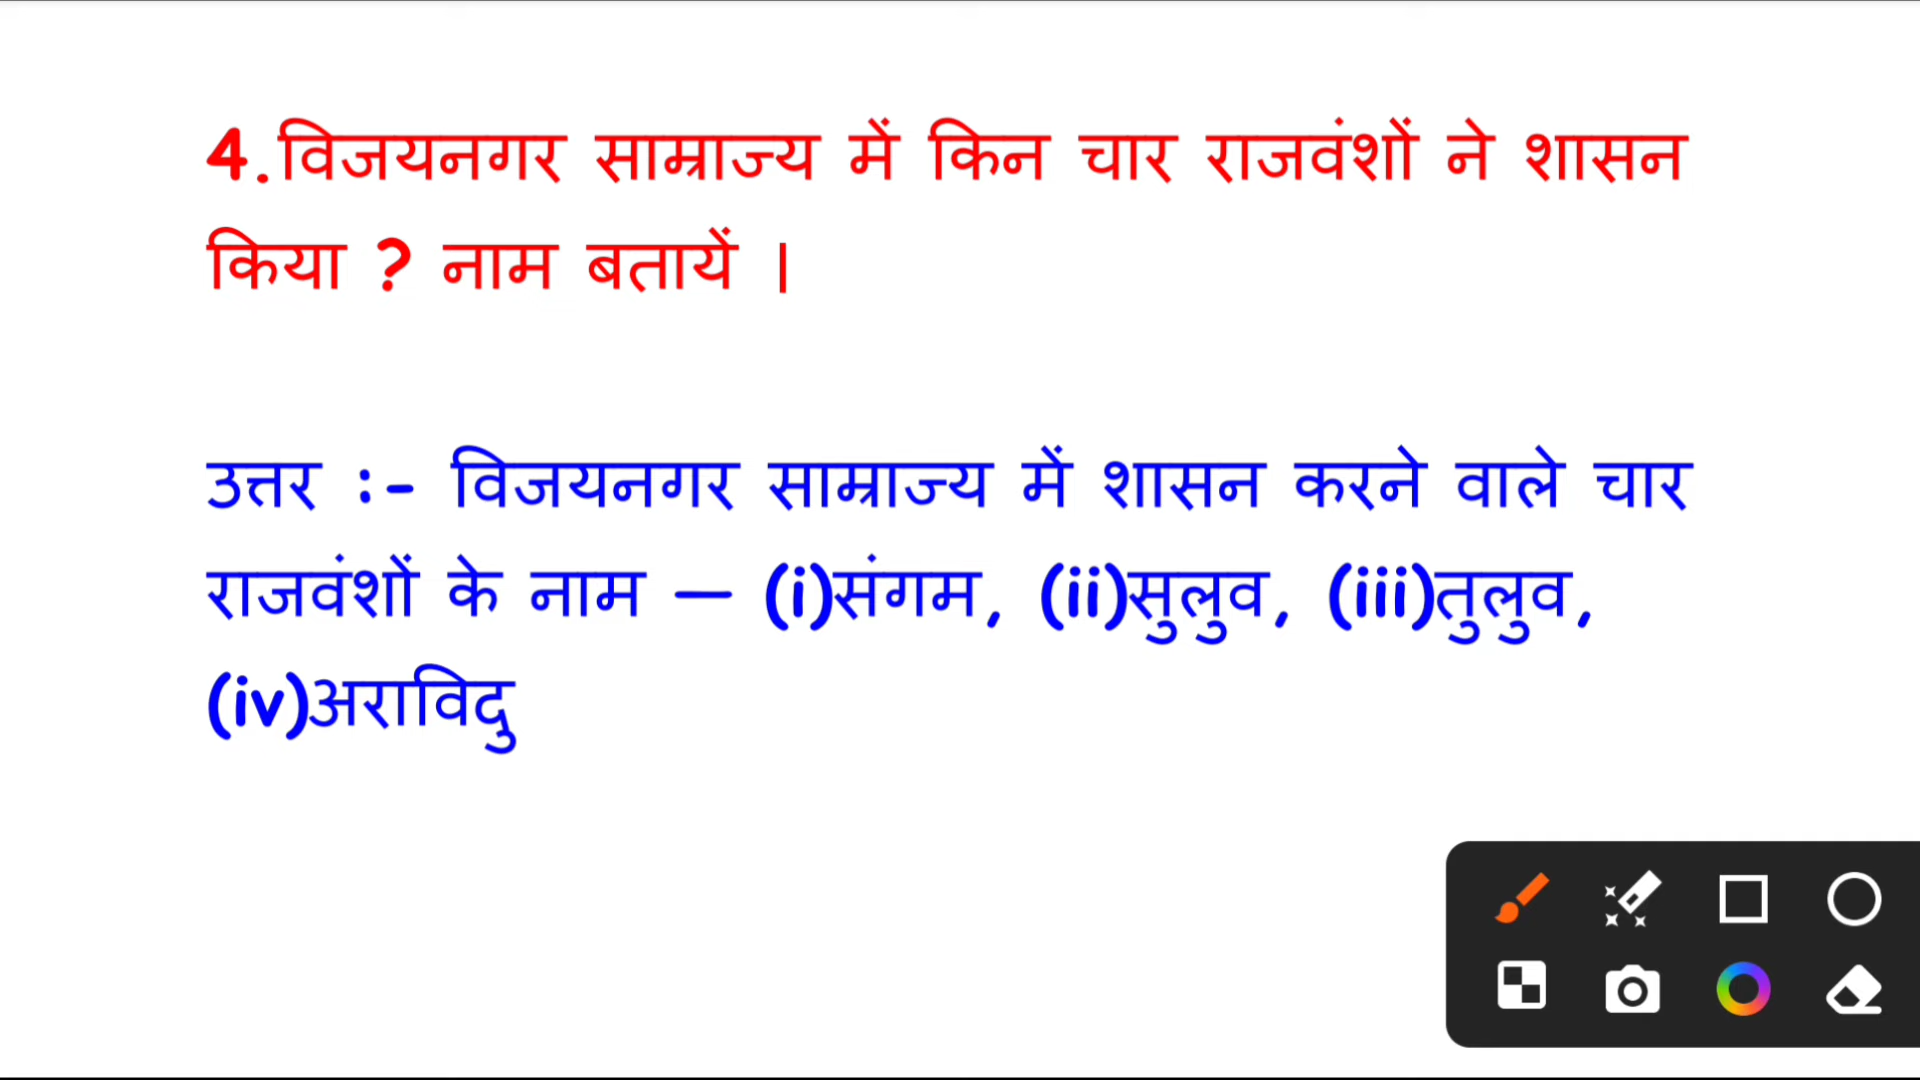 4.विजयनगर साम्राज्य में किन चार राजवंशों ने शासन
किया ? नाम बतायें ।
उत्तर :- विजयनगर साम्राज्य में शासन करने वाले चार
राजवंशों के नाम — (i)संगम, (ii)सुलुव, (iii)तुलुव,
(iv)अराविदु